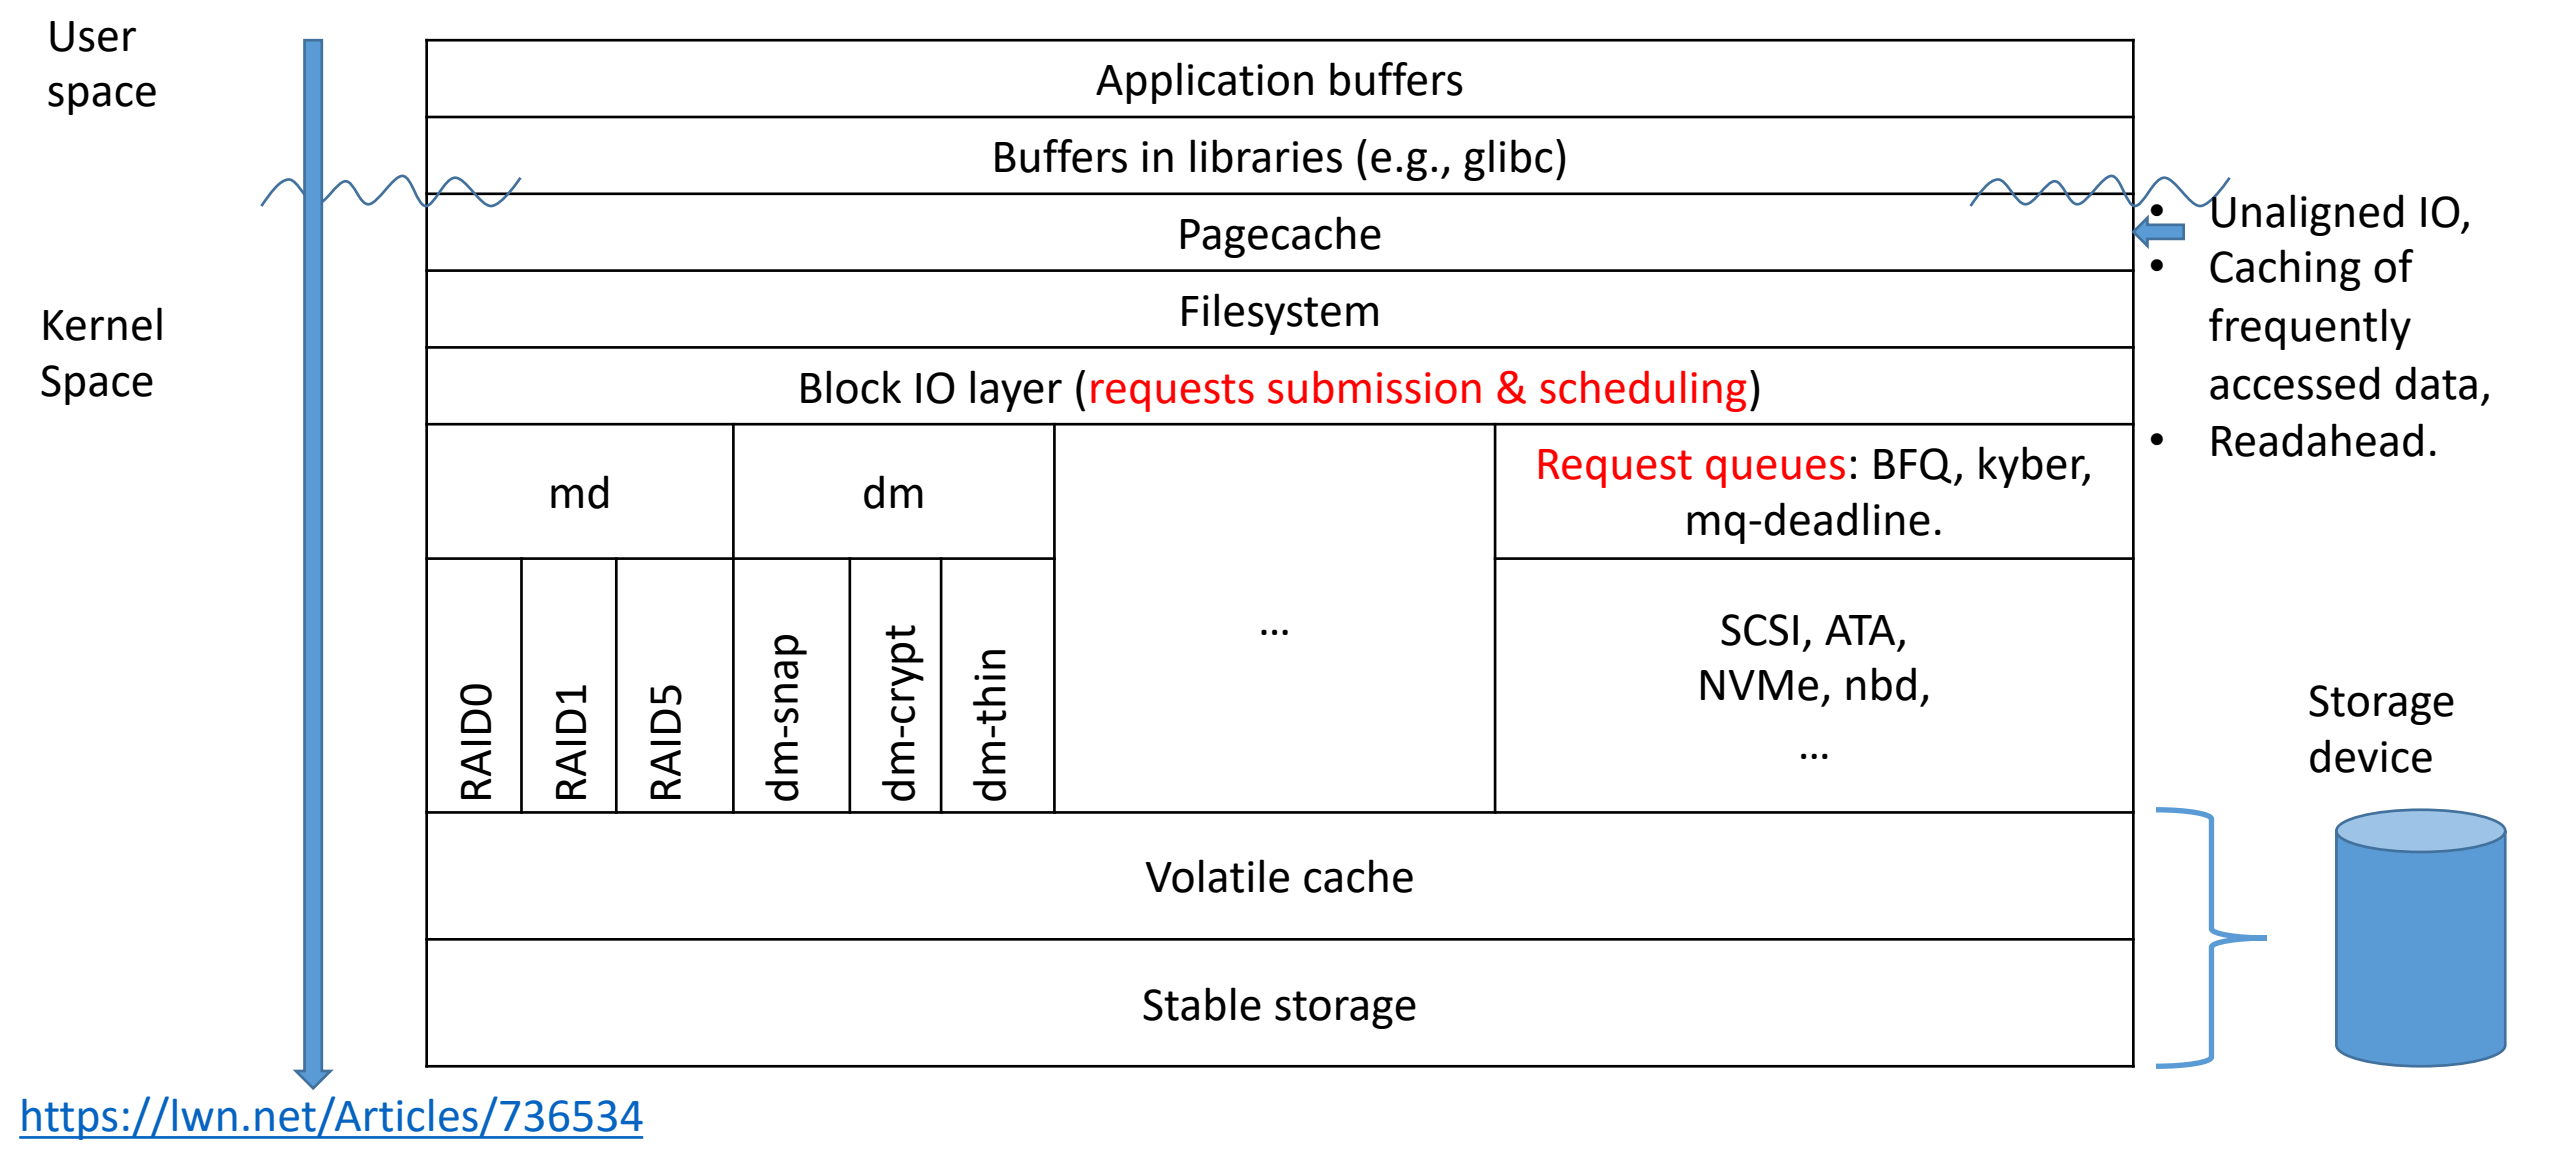 User
space
Application buffers
Buffers in libraries (e.g., glibc)
Pagecache
• Unaligned IO,
• Caching of
frequently
accessed data,
• Readahead.
Filesystem
Kernel
Space
Block IO layer (requests submission & scheduling)
md
dm
...
Request queues: BFQ, kyber,
mq-deadline.
RAID0
RAID1
RAID5
dm-snap
dm-crypt
dm-thin
SCSI, ATA,
NVMe, nbd,
...
Storage
device
Volatile cache
Stable storage
https://lwn.net/Articles/736534